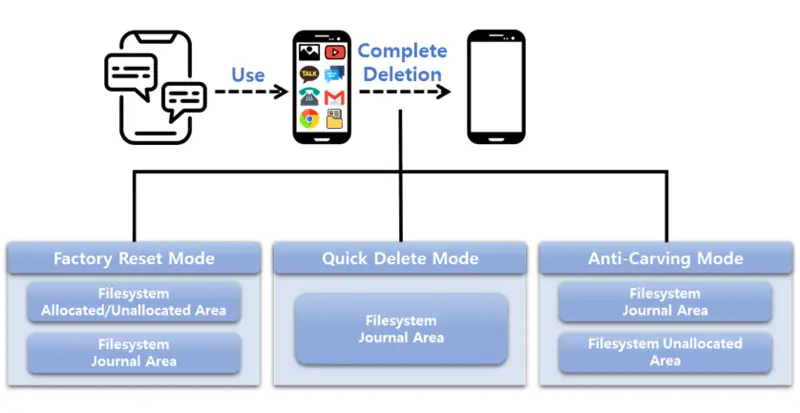 Use
Complete
Deletion
TALK
Factory Reset Mode
Filesystem
Allocated/Unallocated Area
Filesystem
Journal Area
Quick Delete Mode
Filesystem
Journal Area
Anti-Carving Mode
Filesystem
Journal Area
Filesystem Unallocated
Area